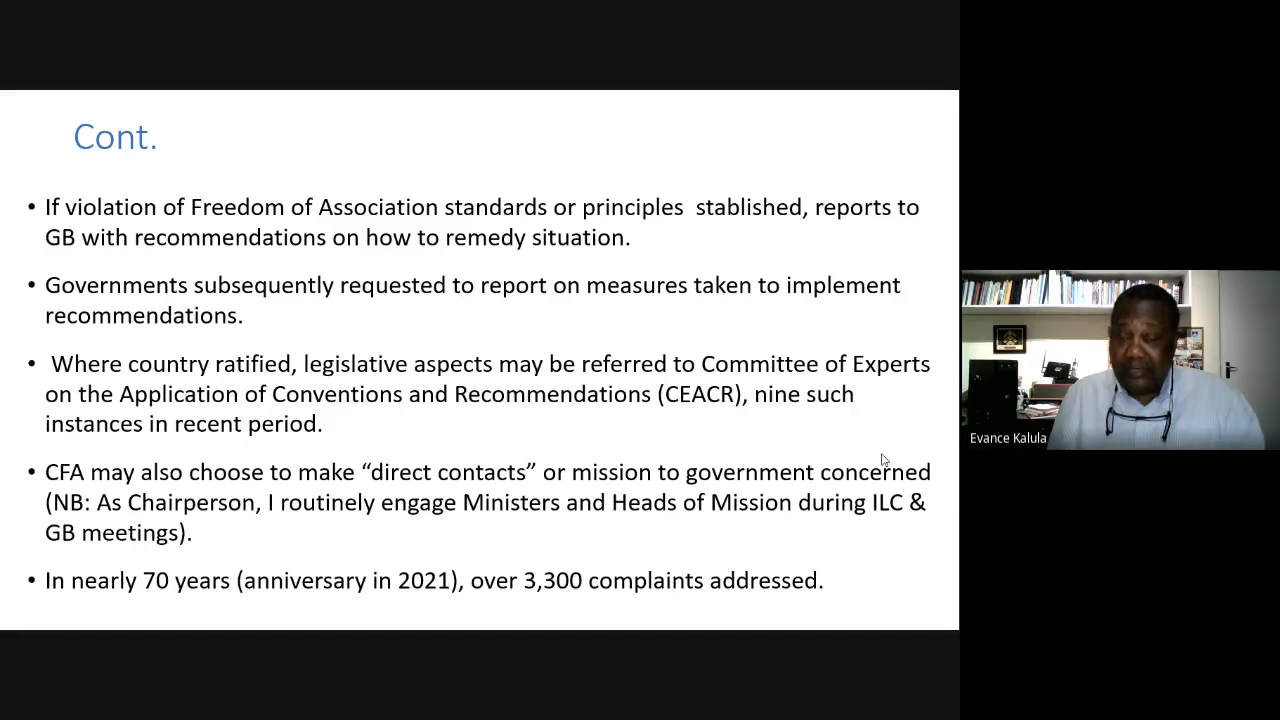 Cont.
• If violation of Freedom of Association standards or principles  stablished, reports to
GB with recommendations on how to remedy situation.
• Governments subsequently requested to report on measures taken to implement
recommendations.
• Where country ratified, legislative aspects may be referred to Committee of Experts
on the Application of Conventions and Recommendations (CEACR), nine such
instances in recent period.
• CFA may also choose to make “direct contacts” or mission to government concerned
(NB: As Chairperson, I routinely engage Ministers and Heads of Mission during ILC &
GB meetings).
• In nearly 70 years (anniversary in 2021), over 3,300 complaints addressed.
Evance Kalula